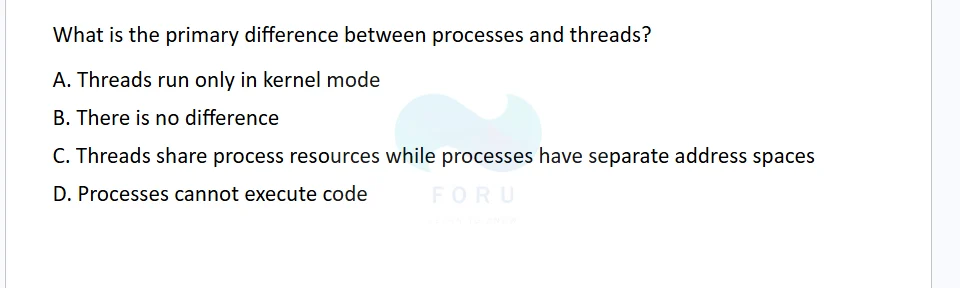 What is the primary difference between processes and threads?
A. Threads run only in kernel mode
B. There is no difference
C. Threads share process resources while processes have separate address spaces
D. Processes cannot execute code
FORU